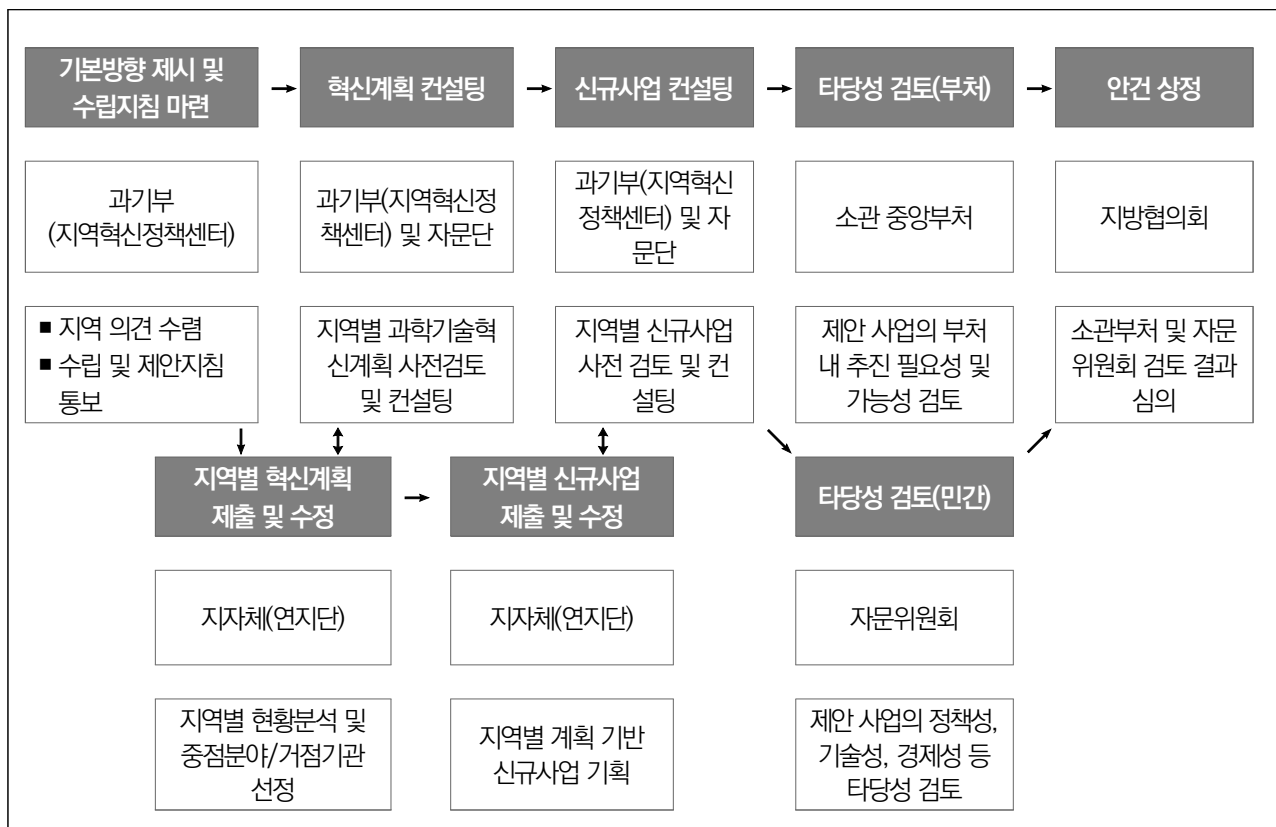 기본방향 제시 및
수립지침 마련
혁신계획 컨설팅
신규사업 컨설팅
타당성 검토(부처)
안건 상정
과기부
(지역혁신정책센터)
과기부(지역혁신정
책센터) 및 자문단
과기부(지역혁신
정책센터) 및 자
문단
소관 중앙부처
지방협의회
■ 지역 의견 수렴
■ 수립 및 제안지침
통보
지역별 과학기술혁
신계획 사전검토
및 컨설팅
지역별 신규사업
사전 검토 및 컨
설팅
제안 사업의 부처
내 추진 필요성 및
가능성 검토
소관부처 및 자문
위원회 검토 결과
심의
지역별 혁신계획
제출 및 수정
지역별 신규사업
제출 및 수정
타당성 검토(민간)
지자체(연지단)
지자체(연지단)
자문위원회
지역별 현황분석 및
중점분야/거점기관
선정
지역별 계획 기반
신규사업 기획
제안 사업의 정책성,
기술성, 경제성 등
타당성 검토